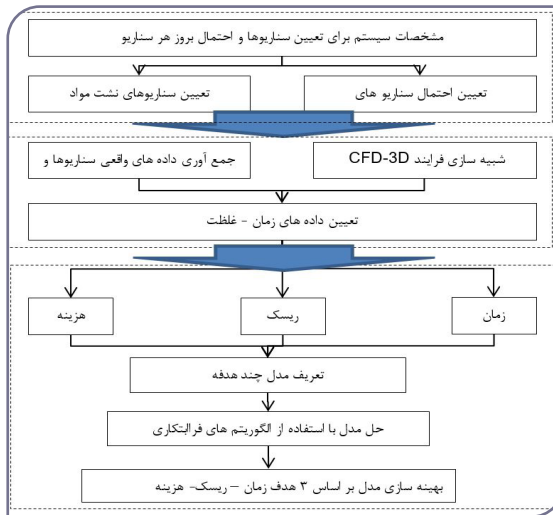 مشخصات سیستم برای تعیین سناریوها و احتمال بروز هر سناریو
تعیین احتمال سناریو های
تعیین سناریوهای نشت مواد
شبیه سازی فرایند CFD-3D
جمع آوری داده های واقعی سناریوها و
تعیین داده های زمان - غلظت
زمان
ریسک
هزینه
تعریف مدل چند هدفه
حل مدل با استفاده از الگوریتم های فراابتکاری
بهینه سازی مدل بر اساس ۳ هدف زمان – ریسک- هزینه